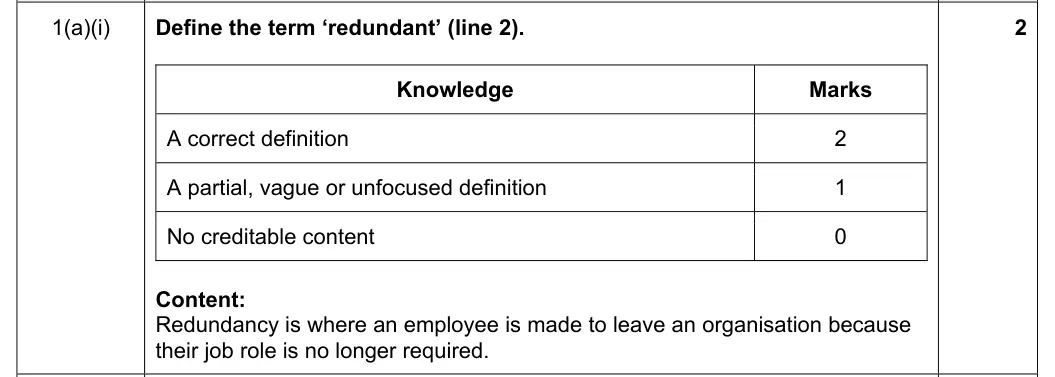 1(a)(i) Define the term ‘redundant’ (line 2). 2
Knowledge Marks
A correct definition 2
A partial, vague or unfocused definition 1
No creditable content 0
Content:
Redundancy is where an employee is made to leave an organisation because
their job role is no longer required.